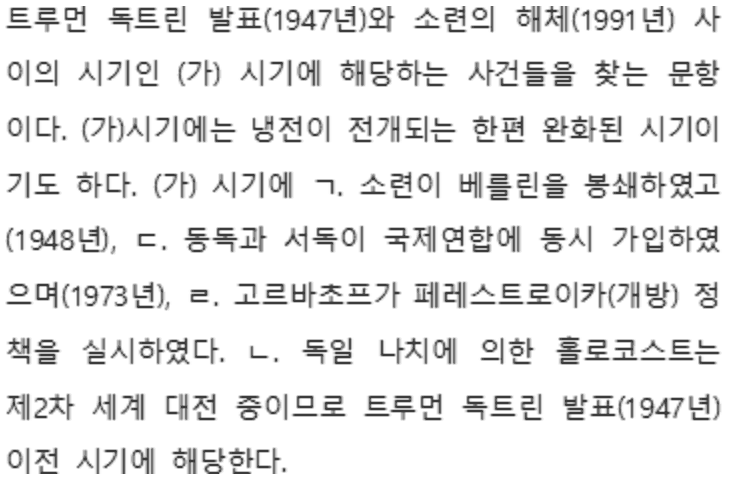 트루먼 독트린 발표(1947년)와 소련의 해체(1991년) 사
이의 시기인 (가) 시기에 해당하는 사건들을 찾는 문항
이다. (가)시기에는 냉전이 전개되는 한편 완화된 시기이
기도 하다. (가) 시기에 ㄱ. 소련이 베를린을 봉쇄하였고
(1948년), ㄷ. 동독과 서독이 국제연합에 동시 가입하였
으며(1973년), ㄹ. 고르바초프가 페레스트로이카(개방) 정
책을 실시하였다. ㄴ. 독일 나치에 의한 홀로코스트는
제2차 세계 대전 중이므로 트루먼 독트린 발표(1947년)
이전 시기에 해당한다.